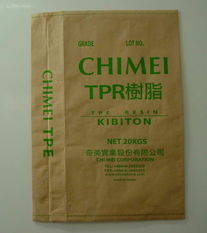 GRADE LOT NO.
CHIMEI
TPR樹脂
TPE RESIN
KIBITON
NET 20KGS
奇美實業股份有限公司
CHI MEI CORPORATION
CHIMEI TPE